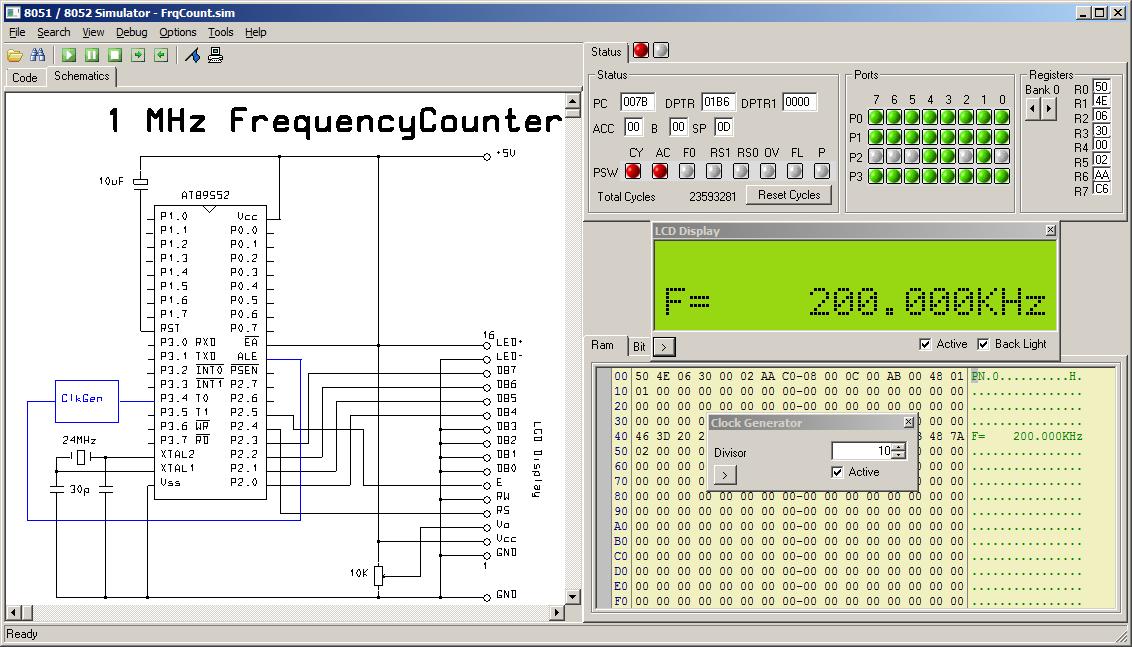 8051 / 8052 Simulator - FrqCount.sim
File Search View Debug Options Tools Help
Code Schematics
1 MHz FrequencyCounter
+5V
10uF
AT89S52
P1.0 Vcc
P1.1 P0.0
P1.2 P0.1
P1.3 P0.2
P1.4 P0.3
P1.5 P0.4
P1.6 P0.5
P1.7 P0.6
RST P0.7
P3.0 RXD EA
P3.1 TXD ALE
P3.2 INT0 PSEN
P3.3 INT1 P2.7
P3.4 T0 P2.6
P3.5 T1 P2.5
P3.6 WR P2.4
P3.7 RD P2.3
XTAL2 P2.2
XTAL1 P2.1
Vss P2.0
ClkGen
24MHz
30p
10K
16
LED+
LED-
DB7
DB6
DB5
DB4
DB3
DB2
DB1
DB0
E
RW
RS
Vo
Vcc
GND
1
GND
LCD Display
Status
Status
PC 007B DPTR 01B6 DPTR1 0000
ACC 00 B 00 SP 0D
CY AC F0 RS1 RS0 OV FL P
PSW
Total Cycles 23593281 Reset Cycles
Ports
7 6 5 4 3 2 1 0
P0
P1
P2
P3
Registers
Bank 0
R0 50
R1 4E
R2 06
R3 30
R4 00
R5 02
R6 AA
R7 C6
LCD Display
F= 200.000KHz
> Active Back Light
Ram Bit
00 50 4E 06 30 00 02 AA C0-08 00 0C 00 AB 00 48 01 PN.0..........H.
10 01 00 00 00 00 00 00 00-00 00 00 00 00 00 00 00 ................
20 00 00 00 00 00 00 00 00-00 00 00 00 00 00 00 00 ................
30 00 00 00 ................
40 46 3D 20 2 48 7A F= 200.000KHz
50 02 00 00 00 00 ................
60 00 00 00 00 00 ................
70 00 00 00 00 00 ................
80 00 00 00 00 00 00 00 00-00 00 00 00 00 00 00 00 ................
90 00 00 00 00 00 00 00 00-00 00 00 00 00 00 00 00 ................
A0 00 00 00 00 00 00 00 00-00 00 00 00 00 00 00 00 ................
B0 00 00 00 00 00 00 00 00-00 00 00 00 00 00 00 00 ................
C0 00 00 00 00 00 00 00 00-00 00 00 00 00 00 00 00 ................
D0 00 00 00 00 00 00 00 00-00 00 00 00 00 00 00 00 ................
E0 00 00 00 00 00 00 00 00-00 00 00 00 00 00 00 00 ................
F0 00 00 00 00 00 00 00 00-00 00 00 00 00 00 00 00 ................
Clock Generator
Divisor 10
> Active
Ready